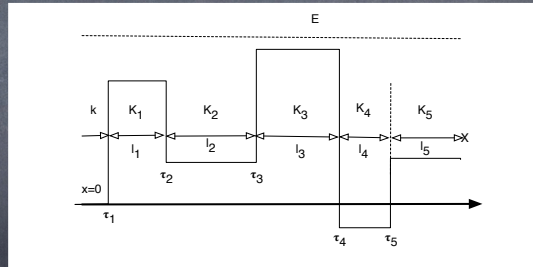 E
k K₁ K₂ K₃ K₄ K₅
l₁ l₂ l₃ l₄ l₅ X
τ₂ τ₃
x=0
τ₁
τ₄ τ₅